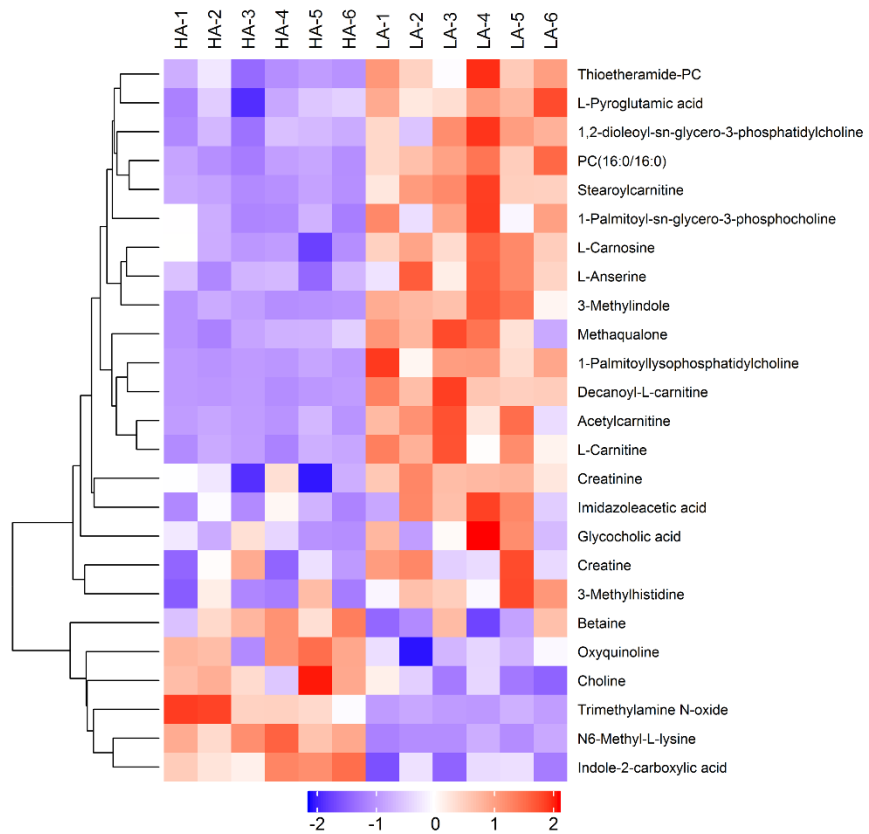 HA-1 HA-2 HA-3 HA-4 HA-5 HA-6 LA-1 LA-2 LA-3 LA-4 LA-5 LA-6
Thioetheramide-PC
L-Pyroglutamic acid
1,2-dioleoyl-sn-glycero-3-phosphatidylcholine
PC(16:0/16:0)
Stearoylcarnitine
1-Palmitoyl-sn-glycero-3-phosphocholine
L-Carnosine
L-Anserine
3-Methylindole
Methaqualone
1-Palmitoyllysophosphatidylcholine
Decanoyl-L-carnitine
Acetylcarnitine
L-Carnitine
Creatinine
Imidazoleacetic acid
Glycocholic acid
Creatine
3-Methylhistidine
Betaine
Oxyquinoline
Choline
Trimethylamine N-oxide
N6-Methyl-L-lysine
Indole-2-carboxylic acid
-2 -1 0 1 2